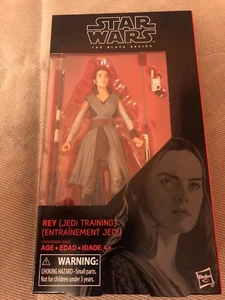 STAR
WARS
THE BLACK SERIES
REY (JEDI TRAINING)
(ENTRAÎNEMENT JEDI)
AGE • EDAD • IDADE: 4+
WARNING:
CHOKING HAZARD - Small parts.
Not for children under 3 years.
Hasbro